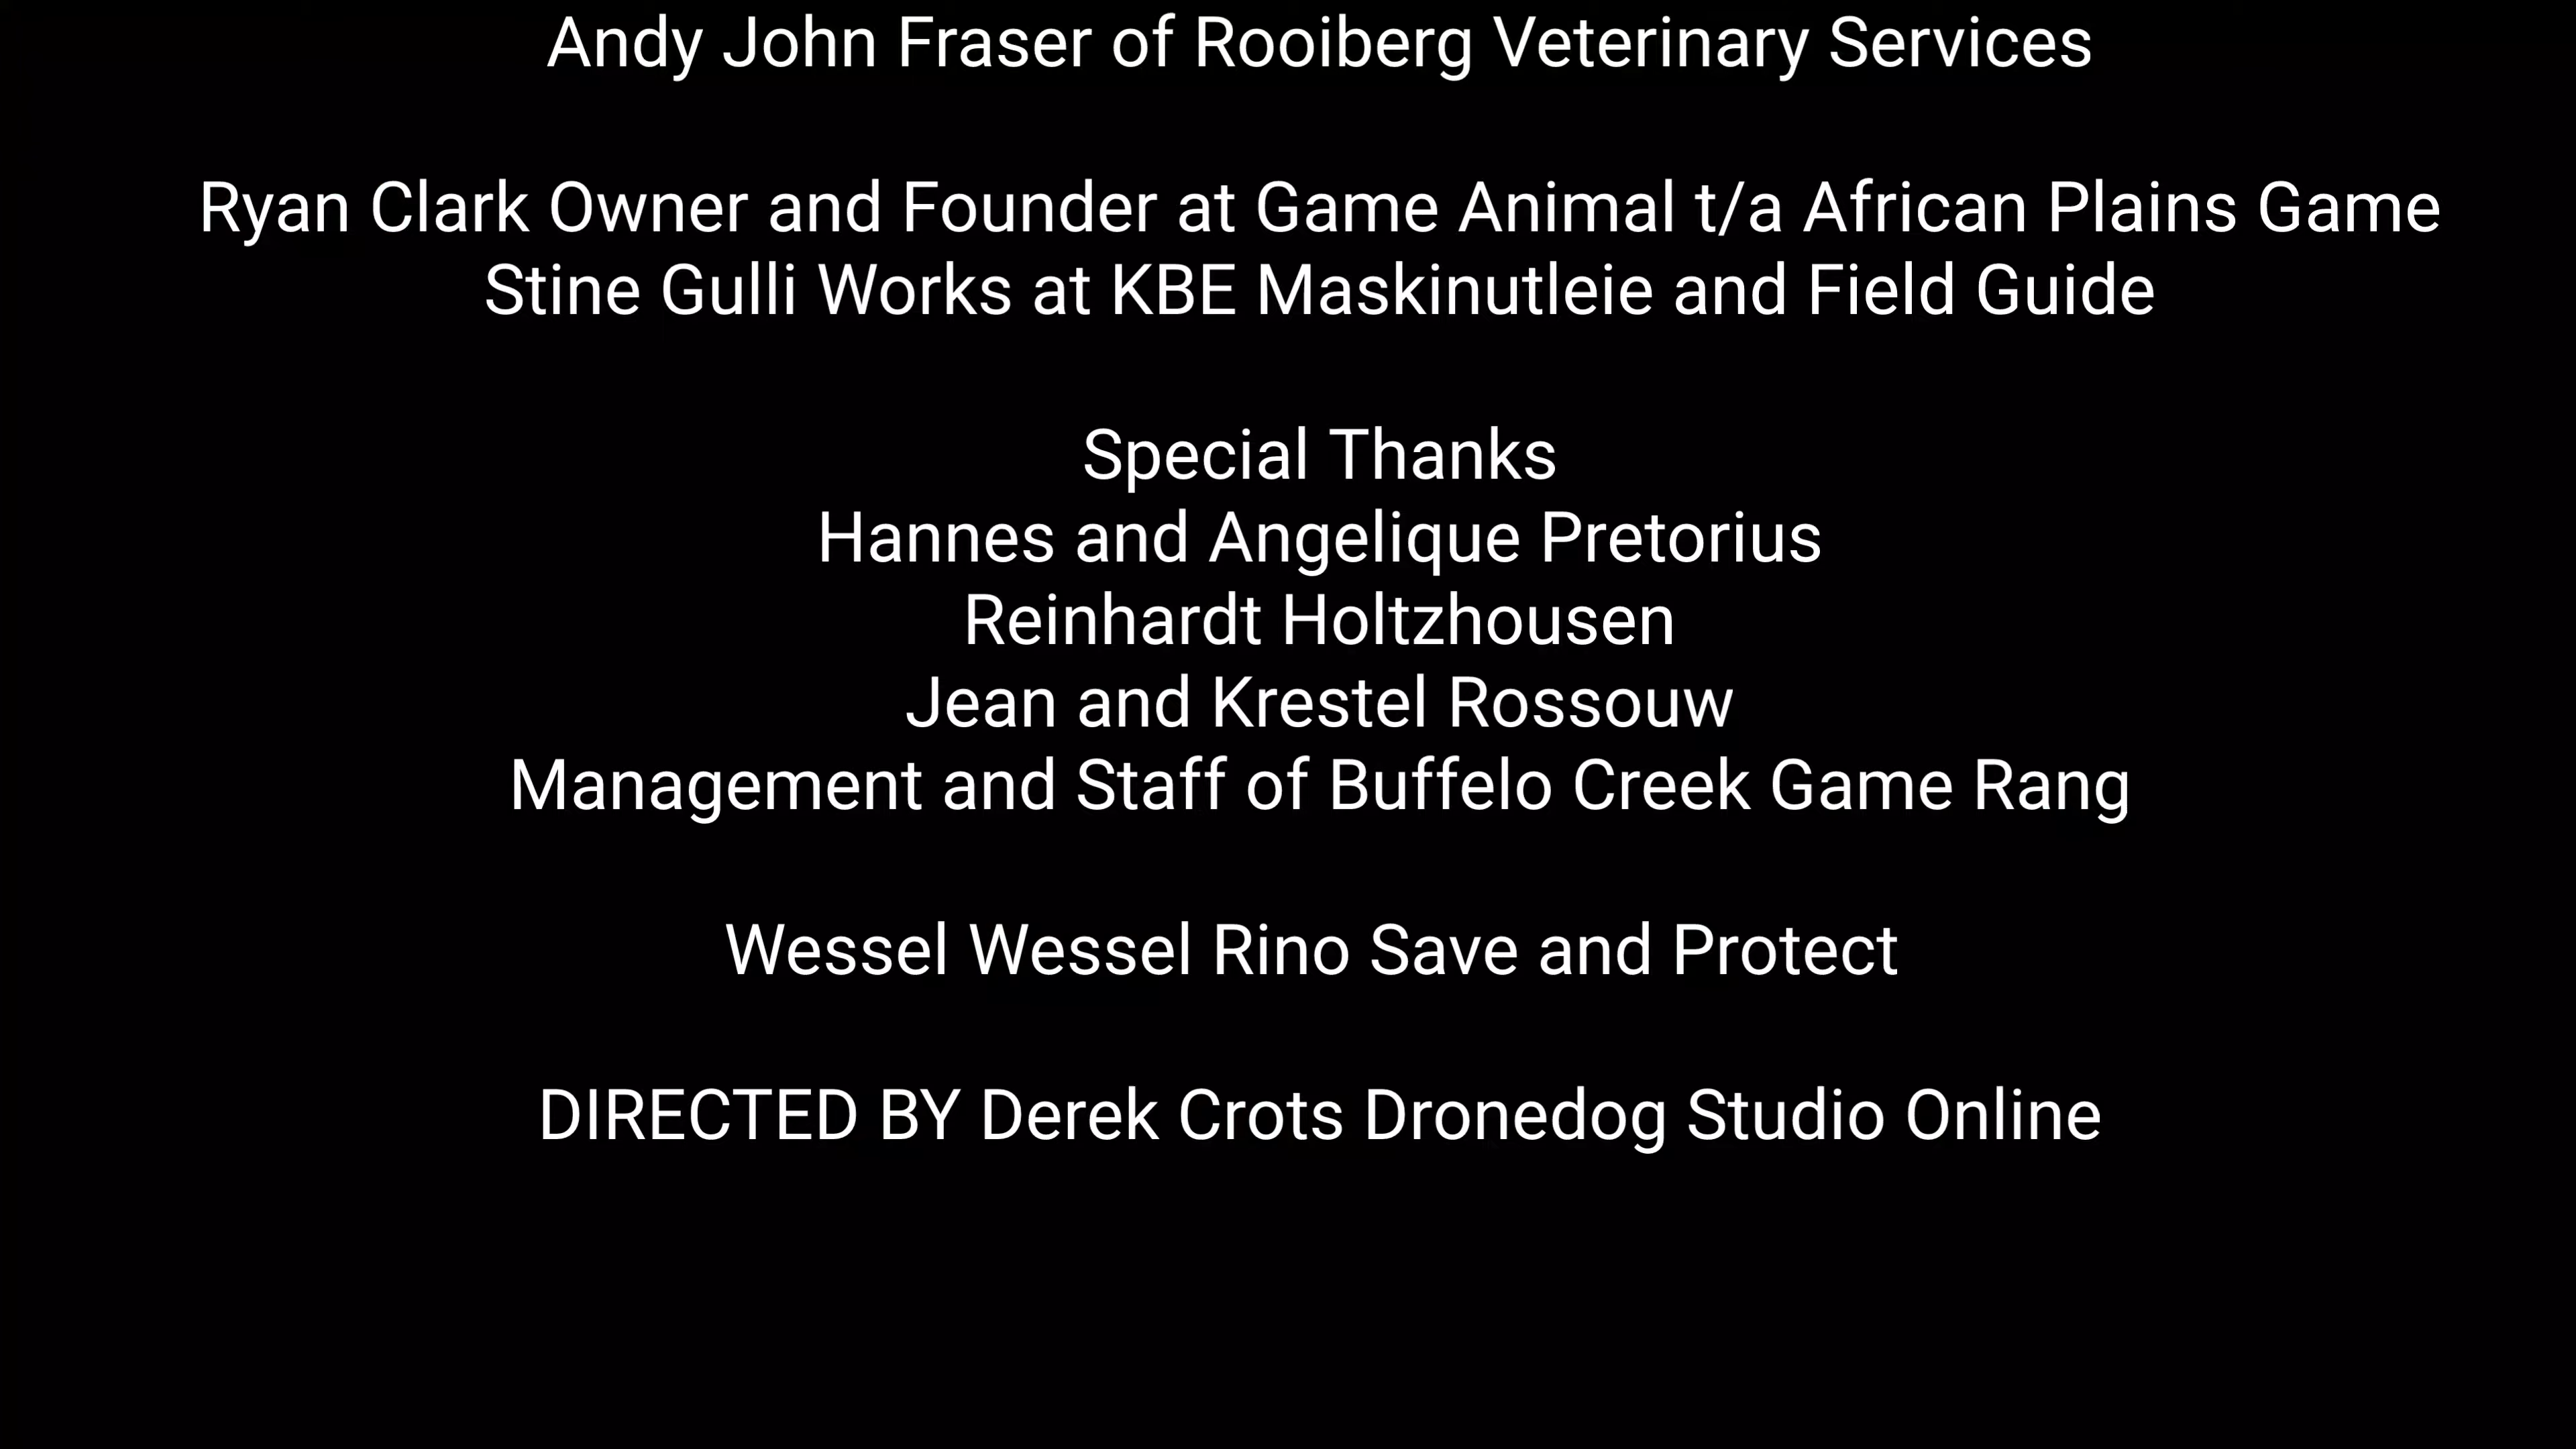 Andy John Fraser of Rooiberg Veterinary Services
Ryan Clark Owner and Founder at Game Animal t/a African Plains Game
Stine Gulli Works at KBE Maskinutleie and Field Guide
Special Thanks
Hannes and Angelique Pretorius
Reinhardt Holtzhousen
Jean and Krestel Rossouw
Management and Staff of Buffelo Creek Game Rang
Wessel Wessel Rino Save and Protect
DIRECTED BY Derek Crots Dronedog Studio Online